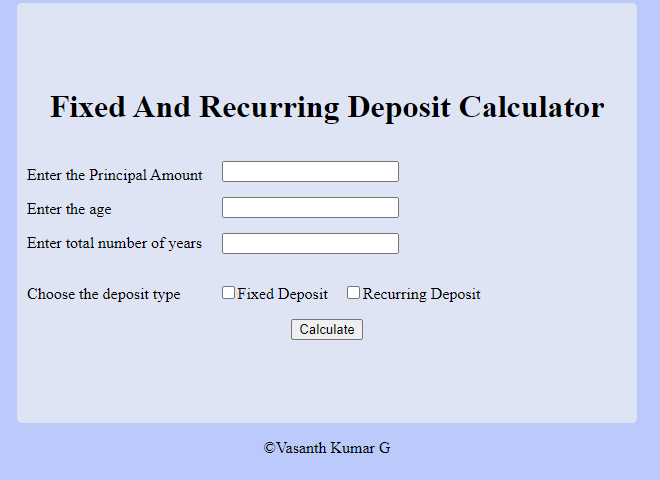 Fixed And Recurring Deposit Calculator
Enter the Principal Amount
Enter the age
Enter total number of years
Choose the deposit type Fixed Deposit Recurring Deposit
Calculate
©Vasanth Kumar G